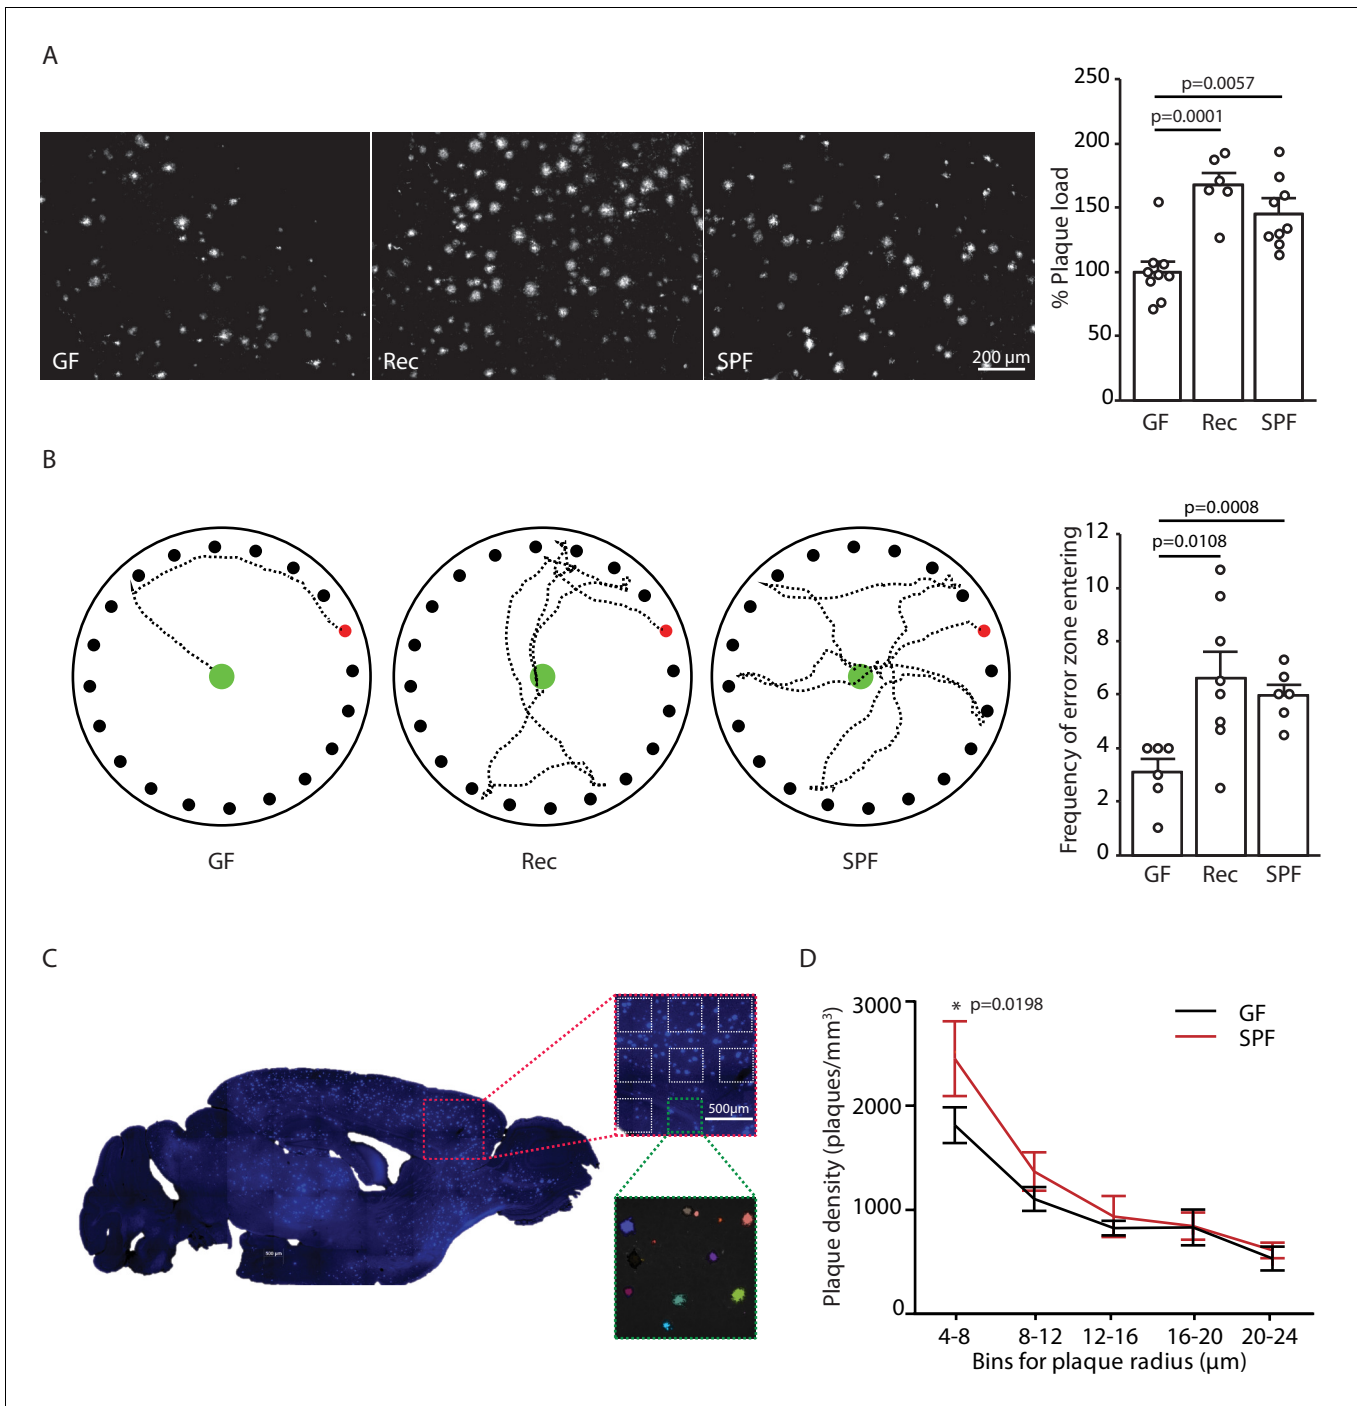 A
GF
Rec
SPF
200 µm
% Plaque load
250
200
150
100
50
0
p=0.0057
p=0.0001
GF
Rec
SPF
B
GF
Rec
SPF
Frequency of error zone entering
12
10
8
6
4
2
0
p=0.0008
p=0.0108
GF
Rec
SPF
C
500 µm
500µm
D
Plaque density (plaques/mm³)
3000
2000
1000
0
* p=0.0198
GF
SPF
4-8
8-12
12-16
16-20
20-24
Bins for plaque radius (µm)